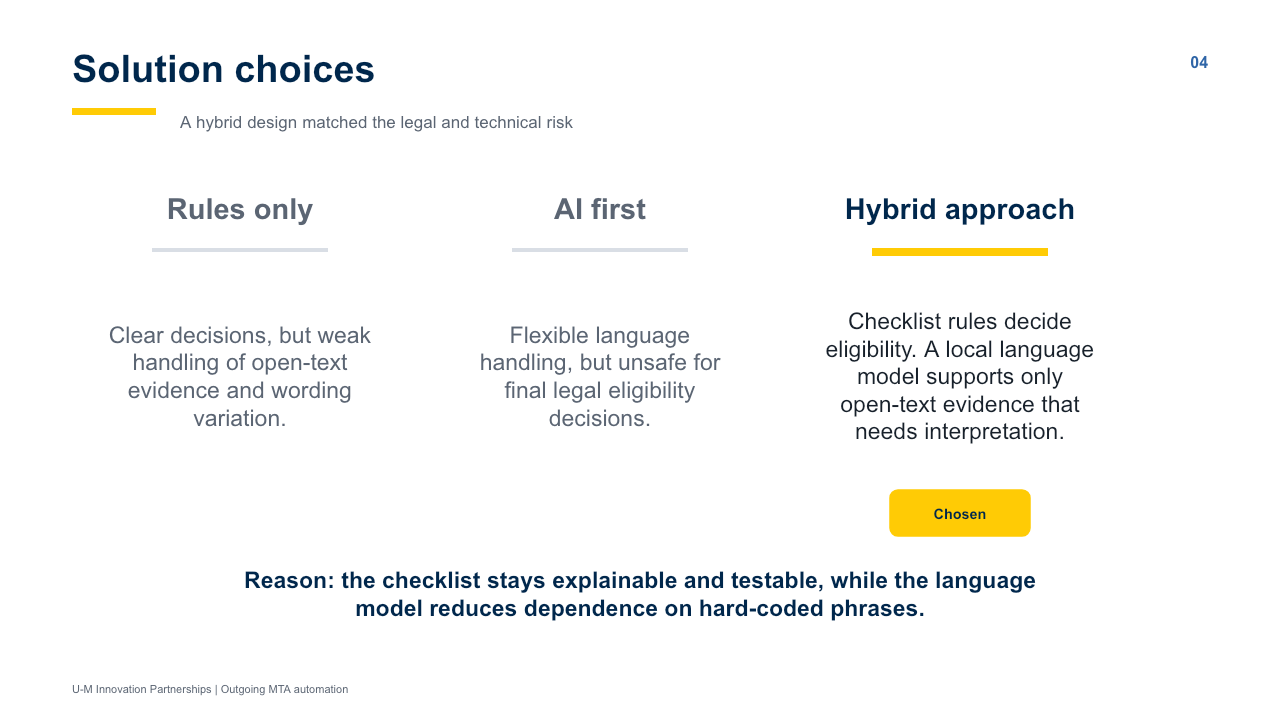 Solution choices
04
A hybrid design matched the legal and technical risk
Rules only
Clear decisions, but weak
handling of open-text
evidence and wording
variation.
AI first
Flexible language
handling, but unsafe for
final legal eligibility
decisions.
Hybrid approach
Checklist rules decide
eligibility. A local language
model supports only
open-text evidence that
needs interpretation.
Chosen
Reason: the checklist stays explainable and testable, while the language
model reduces dependence on hard-coded phrases.
U-M Innovation Partnerships | Outgoing MTA automation